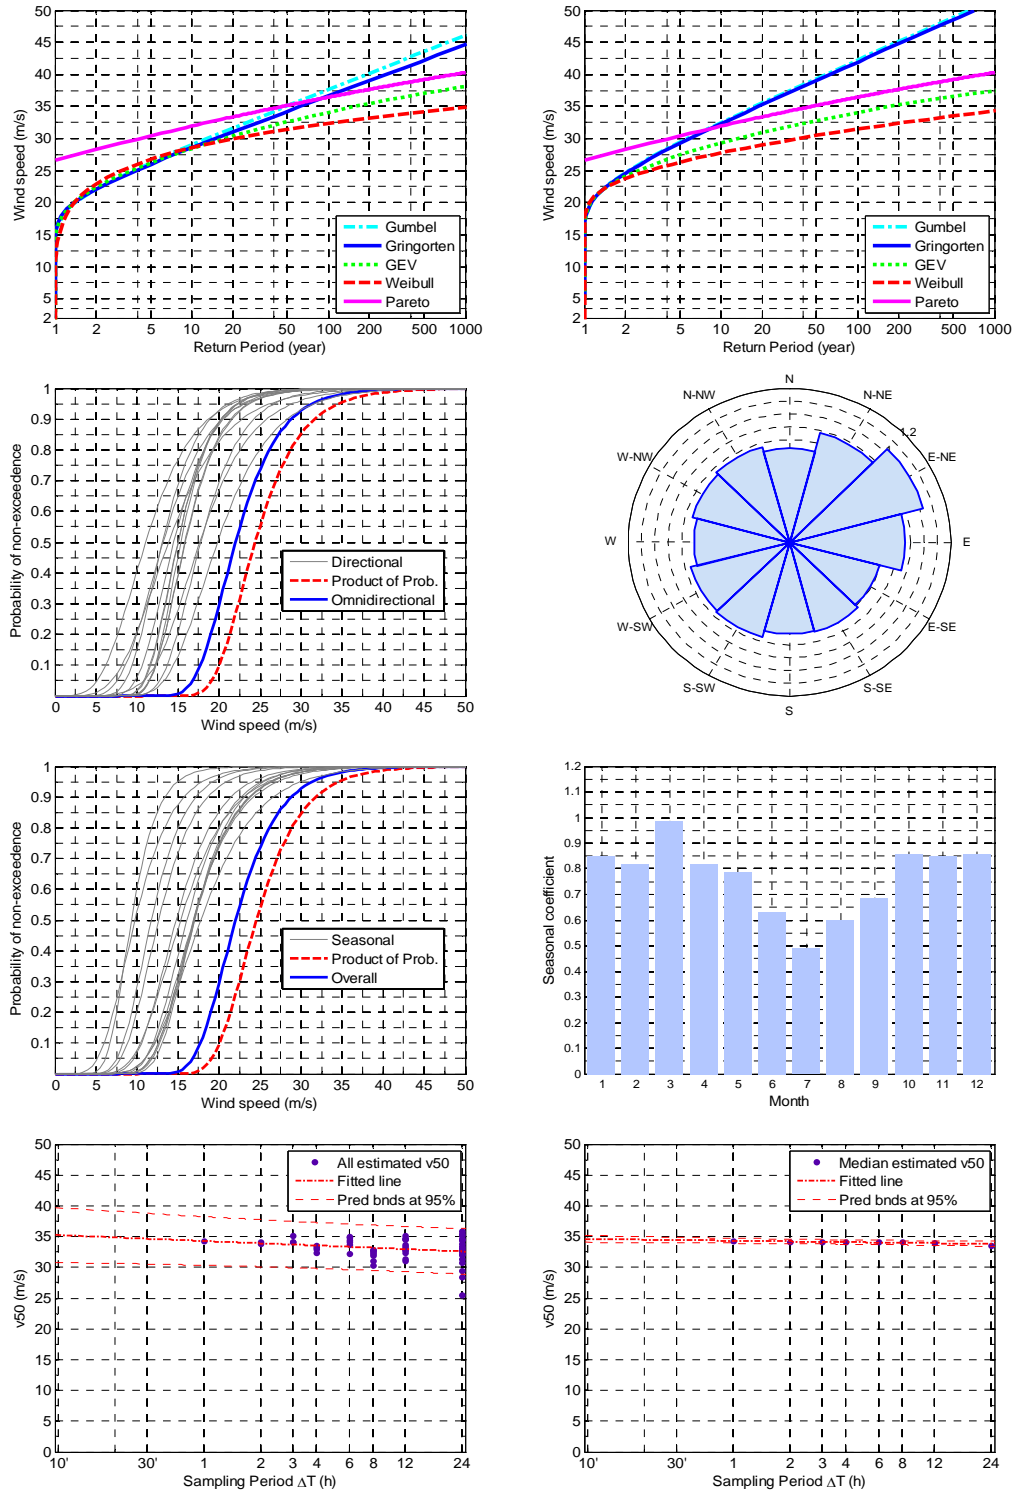 50
45
40
35
30
25
20
15
10
5
2
Wind speed (m/s)
Gumbel
Gringorten
GEV
Weibull
Pareto
1 2 5 10 20 50 100 200 500 1000
Return Period (year)
50
45
40
35
30
25
20
15
10
5
2
Wind speed (m/s)
Gumbel
Gringorten
GEV
Weibull
Pareto
1 2 5 10 20 50 100 200 500 1000
Return Period (year)
1
0.9
0.8
0.7
0.6
0.5
0.4
0.3
0.2
0.1
Probability of non-exceedence
Directional
Product of Prob.
Omnidirectional
0 5 10 15 20 25 30 35 40 45 50
Wind speed (m/s)
N
N-NW N-NE
1.2
W-NW E-NE
W E
W-SW E-SE
S-SW S-SE
S
1
0.9
0.8
0.7
0.6
0.5
0.4
0.3
0.2
0.1
Probability of non-exceedence
Seasonal
Product of Prob.
Overall
0 5 10 15 20 25 30 35 40 45 50
Wind speed (m/s)
1.2
1.1
1
0.9
0.8
0.7
0.6
0.5
0.4
0.3
0.2
0.1
0
Seasonal coefficient
1 2 3 4 5 6 7 8 9 10 11 12
Month
50
45
40
35
30
25
20
15
10
5
0
v50 (m/s)
All estimated v50
Fitted line
Pred bnds at 95%
10' 30' 1 2 3 4 6 8 12 24
Sampling Period ΔT (h)
50
45
40
35
30
25
20
15
10
5
0
v50 (m/s)
Median estimated v50
Fitted line
Pred bnds at 95%
10' 30' 1 2 3 4 6 8 12 24
Sampling Period ΔT (h)